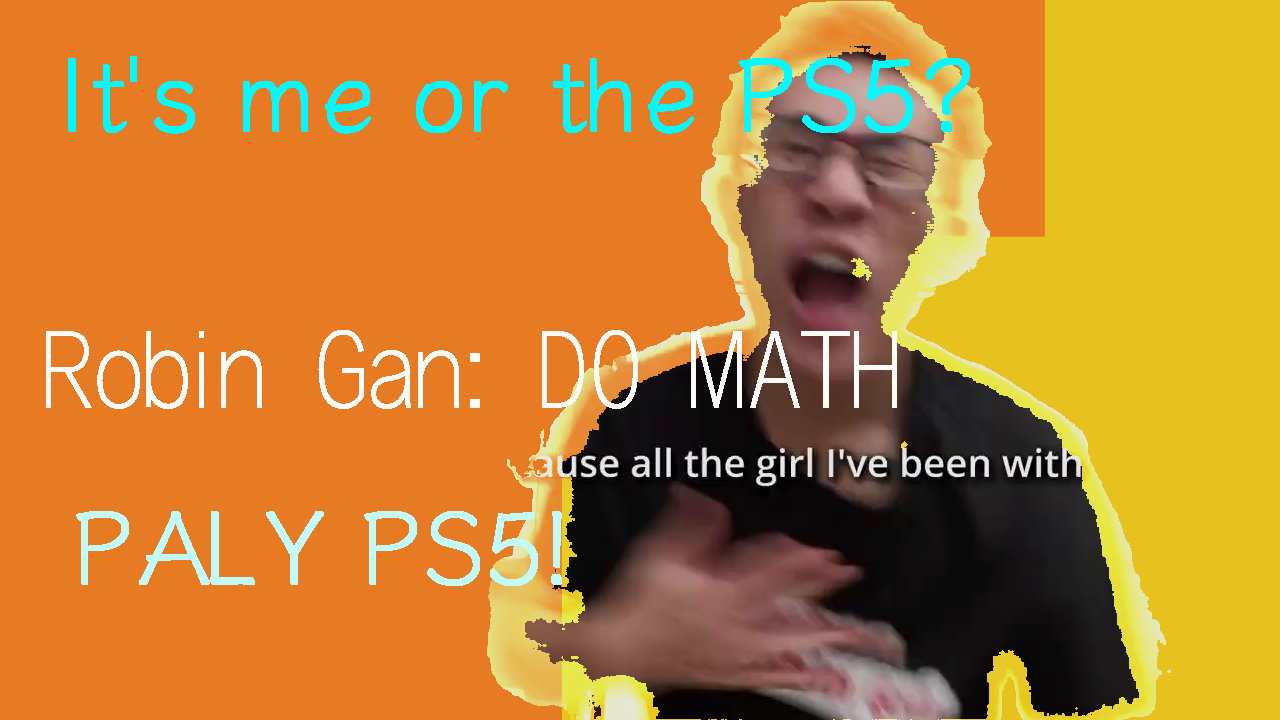 It's me or the PS5?
Robin Gan: DO MATH
ause all the girl I've been with
PALY PS5!